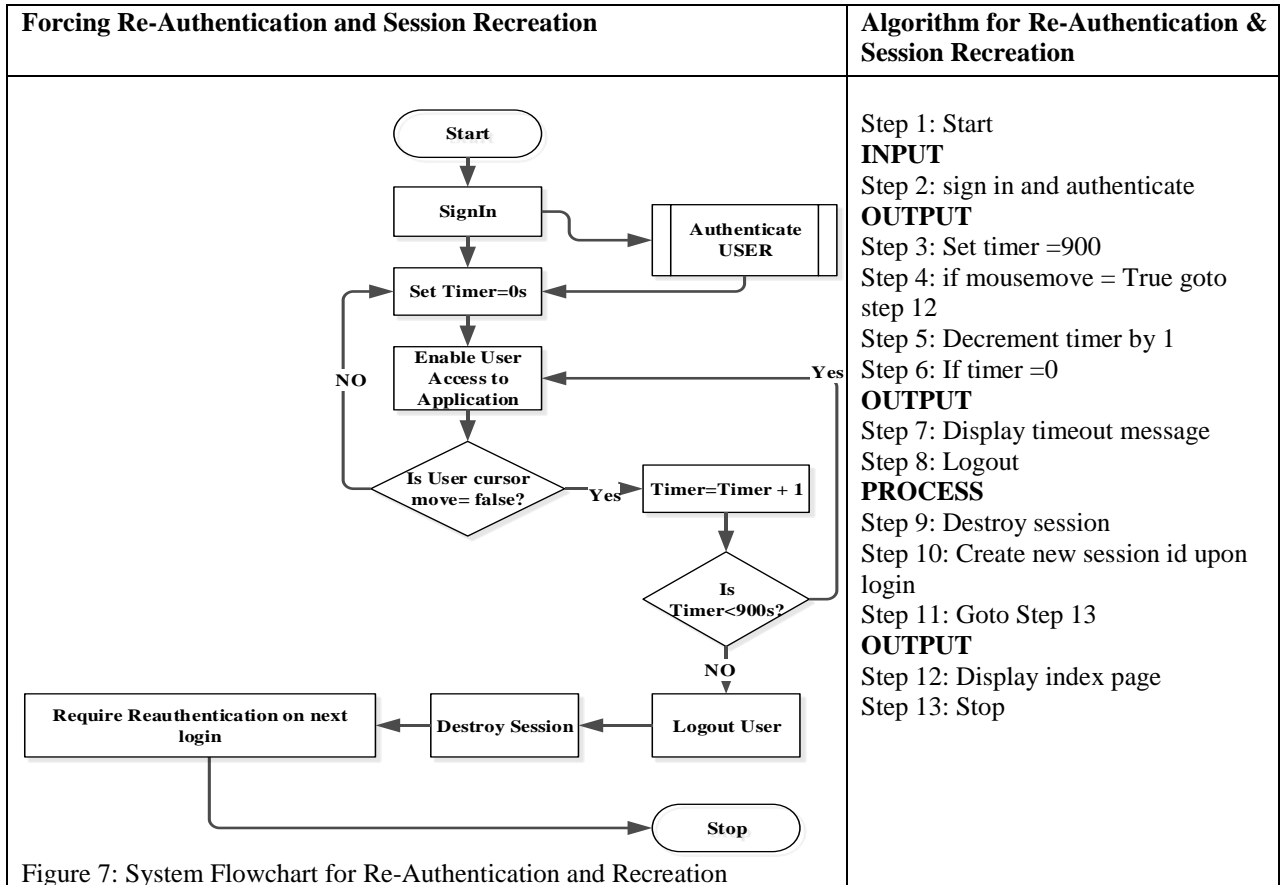 Forcing Re-Authentication and Session Recreation
Start
SignIn
Authenticate
USER
Set Timer=0s
Enable User
Access to
Application
NO
Yes
Is User cursor
move= false?
Yes
Timer=Timer + 1
Is
Timer<900s?
NO
Logout User
Destroy Session
Require Reauthentication on next
login
Stop
Figure 7: System Flowchart for Re-Authentication and Recreation
Algorithm for Re-Authentication &
Session Recreation
Step 1: Start
INPUT
Step 2: sign in and authenticate
OUTPUT
Step 3: Set timer =900
Step 4: if mousemove = True goto
step 12
Step 5: Decrement timer by 1
Step 6: If timer =0
OUTPUT
Step 7: Display timeout message
Step 8: Logout
PROCESS
Step 9: Destroy session
Step 10: Create new session id upon
login
Step 11: Goto Step 13
OUTPUT
Step 12: Display index page
Step 13: Stop